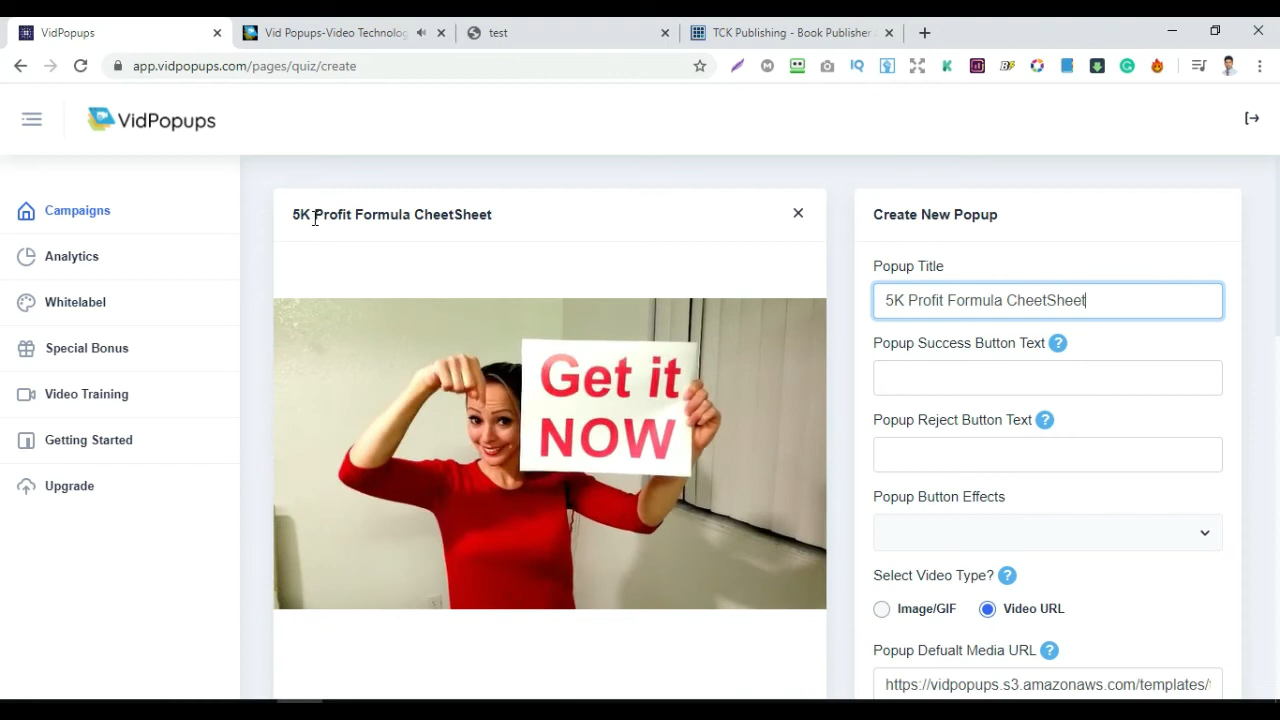 VidPopups
Vid Popups-Video Technolog
test
TCK Publishing - Book Publisher
app.vidpopups.com/pages/quiz/create
VidPopups
Campaigns
Analytics
Whitelabel
Special Bonus
Video Training
Getting Started
Upgrade
5K Profit Formula CheetSheet
Get it
NOW
Create New Popup
Popup Title
5K Profit Formula CheetSheet
Popup Success Button Text ?
Popup Reject Button Text ?
Popup Button Effects
Select Video Type? ?
Image/GIF Video URL
Popup Defualt Media URL ?
https://vidpopups.s3.amazonaws.com/templates/